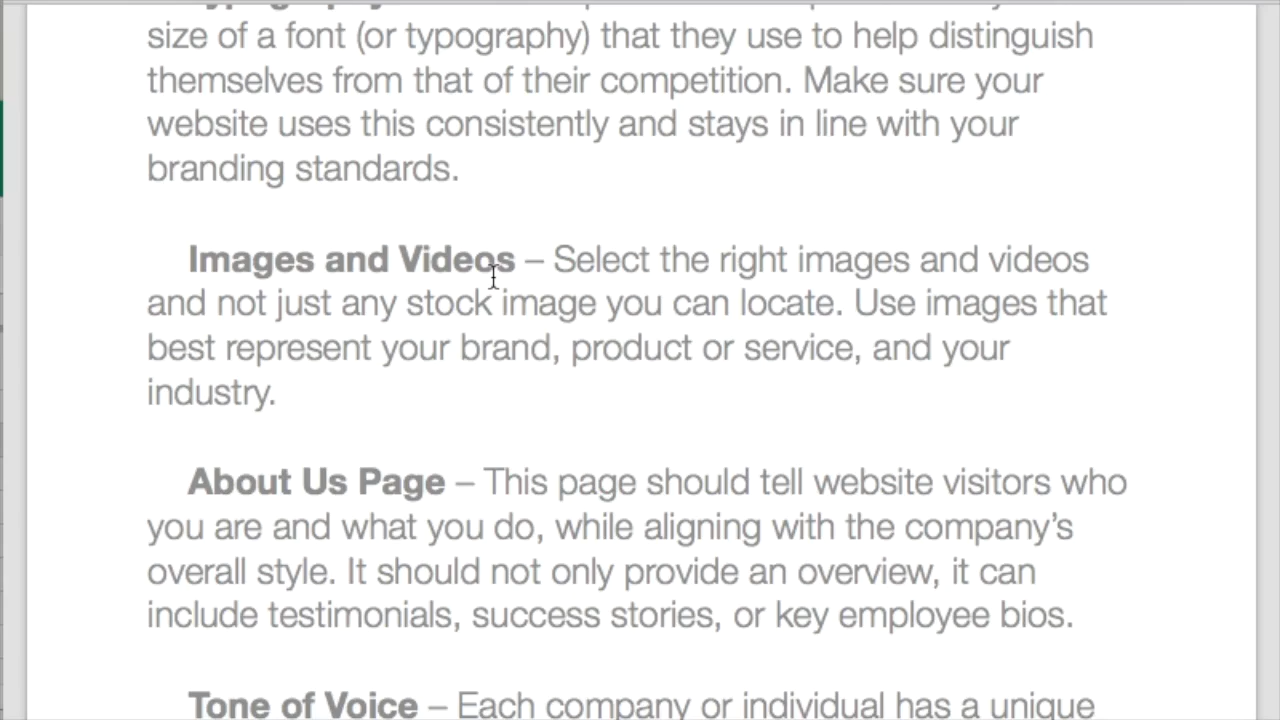 size of a font (or typography) that they use to help distinguish
themselves from that of their competition. Make sure your
website uses this consistently and stays in line with your
branding standards.
Images and Videos – Select the right images and videos
and not just any stock image you can locate. Use images that
best represent your brand, product or service, and your
industry.
About Us Page – This page should tell website visitors who
you are and what you do, while aligning with the company’s
overall style. It should not only provide an overview, it can
include testimonials, success stories, or key employee bios.
Tone of Voice – Each company or individual has a unique